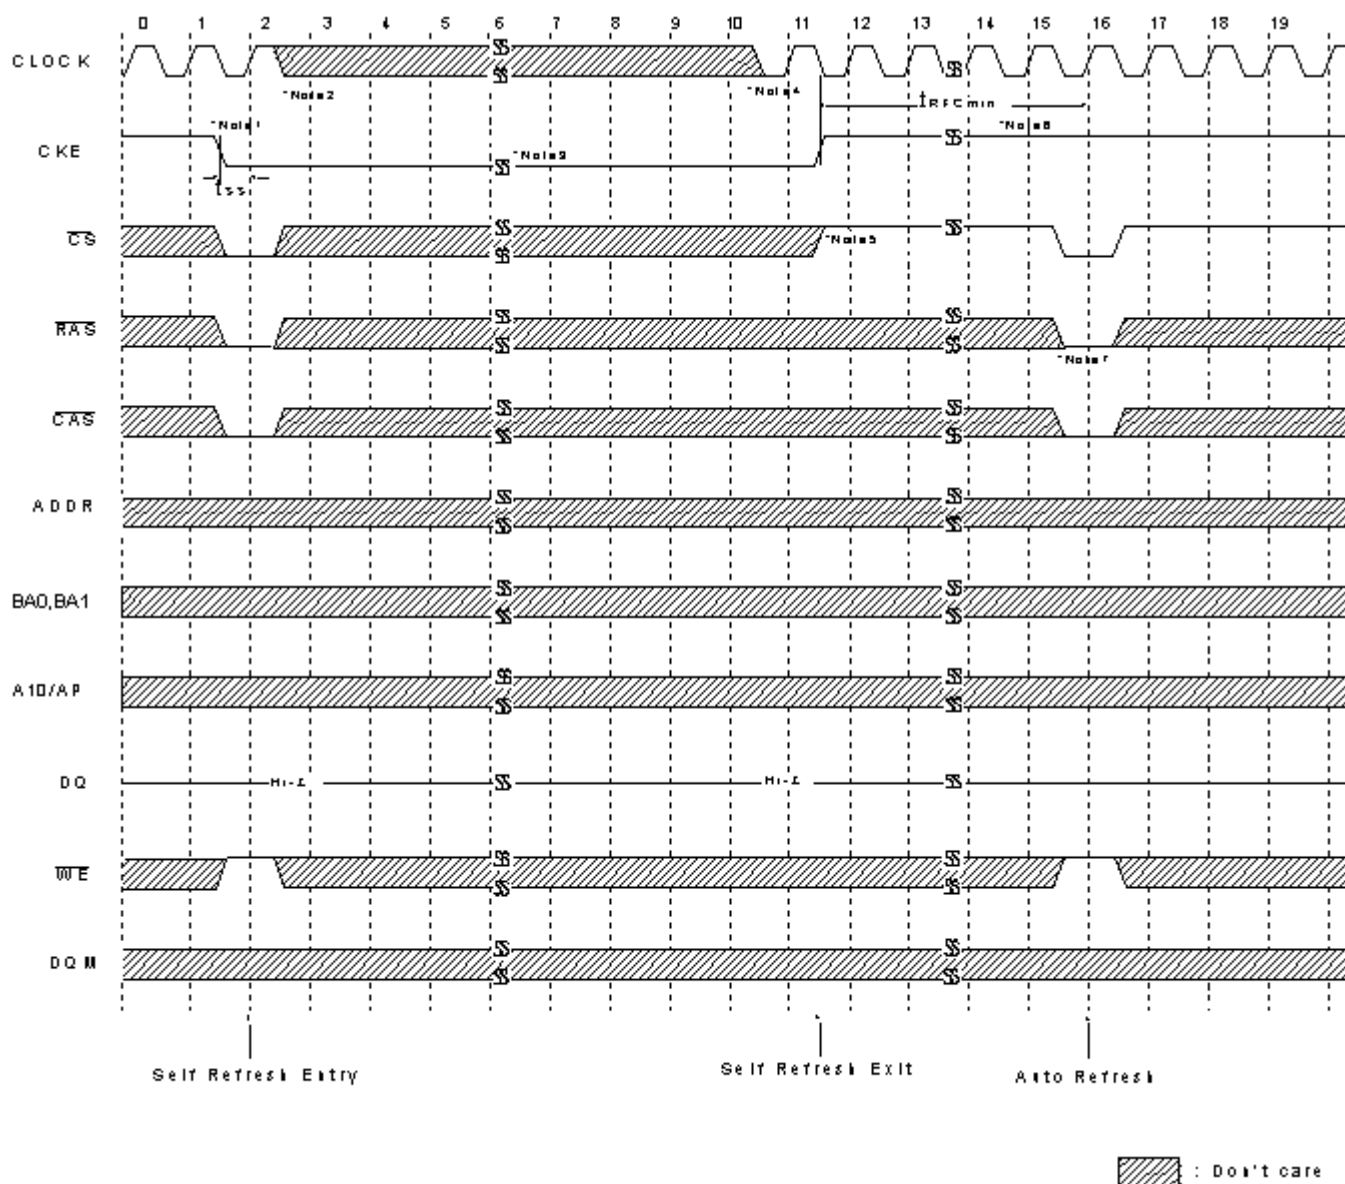 0 1 2 3 4 5 6 7 8 9 10 11 12 13 14 15 16 17 18 19
CLOCK
*Note2
*Note4
tRFCmin
*Note1
*Note6
CKE
*Note3
tSS
CS
*Note5
RAS
*Note7
CAS
ADDR
BA0,BA1
A10/AP
DQ
Hi-Z
Hi-Z
WE
DQM
Self Refresh Entry
Self Refresh Exit
Auto Refresh
: Don't care